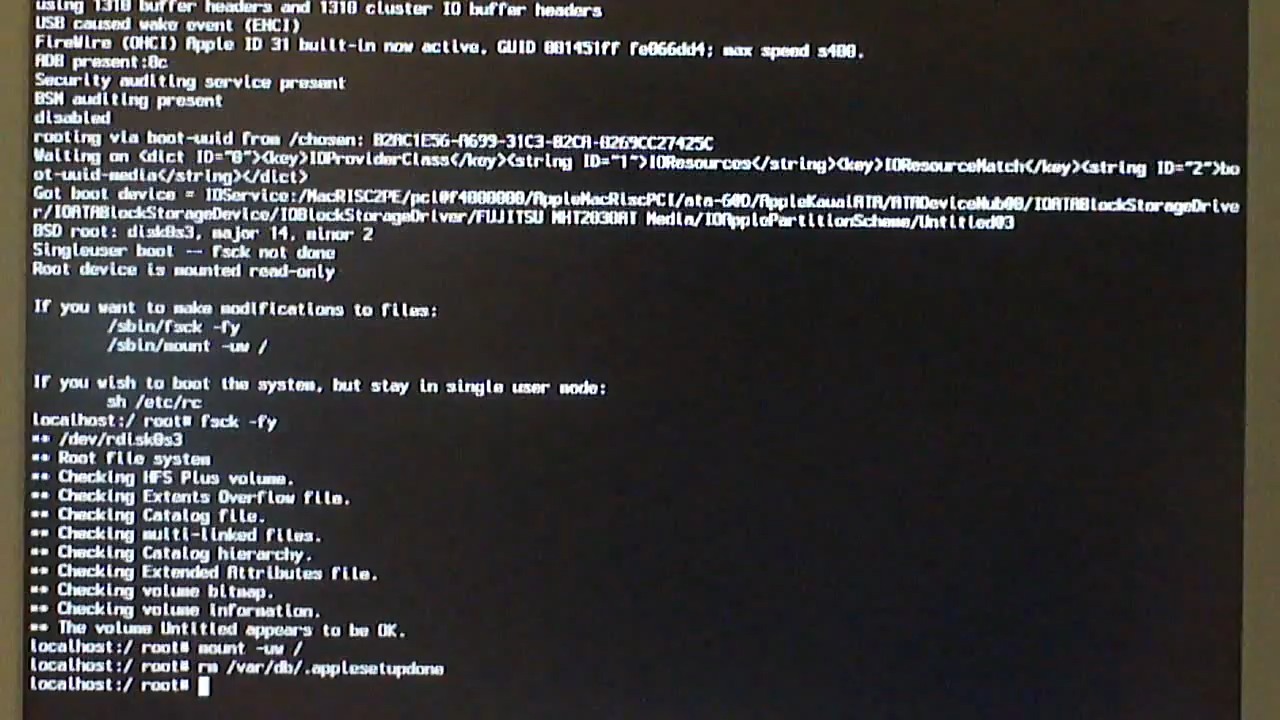 using 1310 buffer headers and 1310 cluster IO buffer headers
USB caused wake event (EHCI)
FireWire (OHCI) Apple ID 31 built-in now active, GUID 001451ff fe066dd4; max speed s400.
ADB present:8c
Security auditing service present
BSM auditing present
disabled
rooting via boot-uuid from /chosen: B2AC1E56-A699-31C3-B2CA-0269CC27425C
Waiting on <dict ID="0"><key>IOProviderClass</key><string ID="1">IOResources</string><key>IOResourceMatch</key><string ID="2">bo
ot-uuid-media</string></dict>
Got boot device = IOService:/MacRISC2PE/pci@f4000000/AppleMacRiscPCI/ata-60D/AppleKauaiATA/ATADeviceNub@0/IOATABlockStorageDrive
r/IOATABlockStorageDevice/IOBlockStorageDriver/FUJITSU MHT2030AT Media/IOApplePartitionScheme/Untitled@3
BSD root: disk0s3, major 14, minor 2
Singleuser boot -- fsck not done
Root device is mounted read-only
If you want to make modifications to files:
/sbin/fsck -fy
/sbin/mount -uw /
If you wish to boot the system, but stay in single user mode:
sh /etc/rc
localhost:/ root# fsck -fy
** /dev/rdisk0s3
** Root file system
** Checking HFS Plus volume.
** Checking Extents Overflow file.
** Checking Catalog file.
** Checking multi-linked files.
** Checking Catalog hierarchy.
** Checking Extended Attributes file.
** Checking volume bitmap.
** Checking volume information.
** The volume Untitled appears to be OK.
localhost:/ root# mount -uw /
localhost:/ root# rm /var/db/.applesetupdone
localhost:/ root#